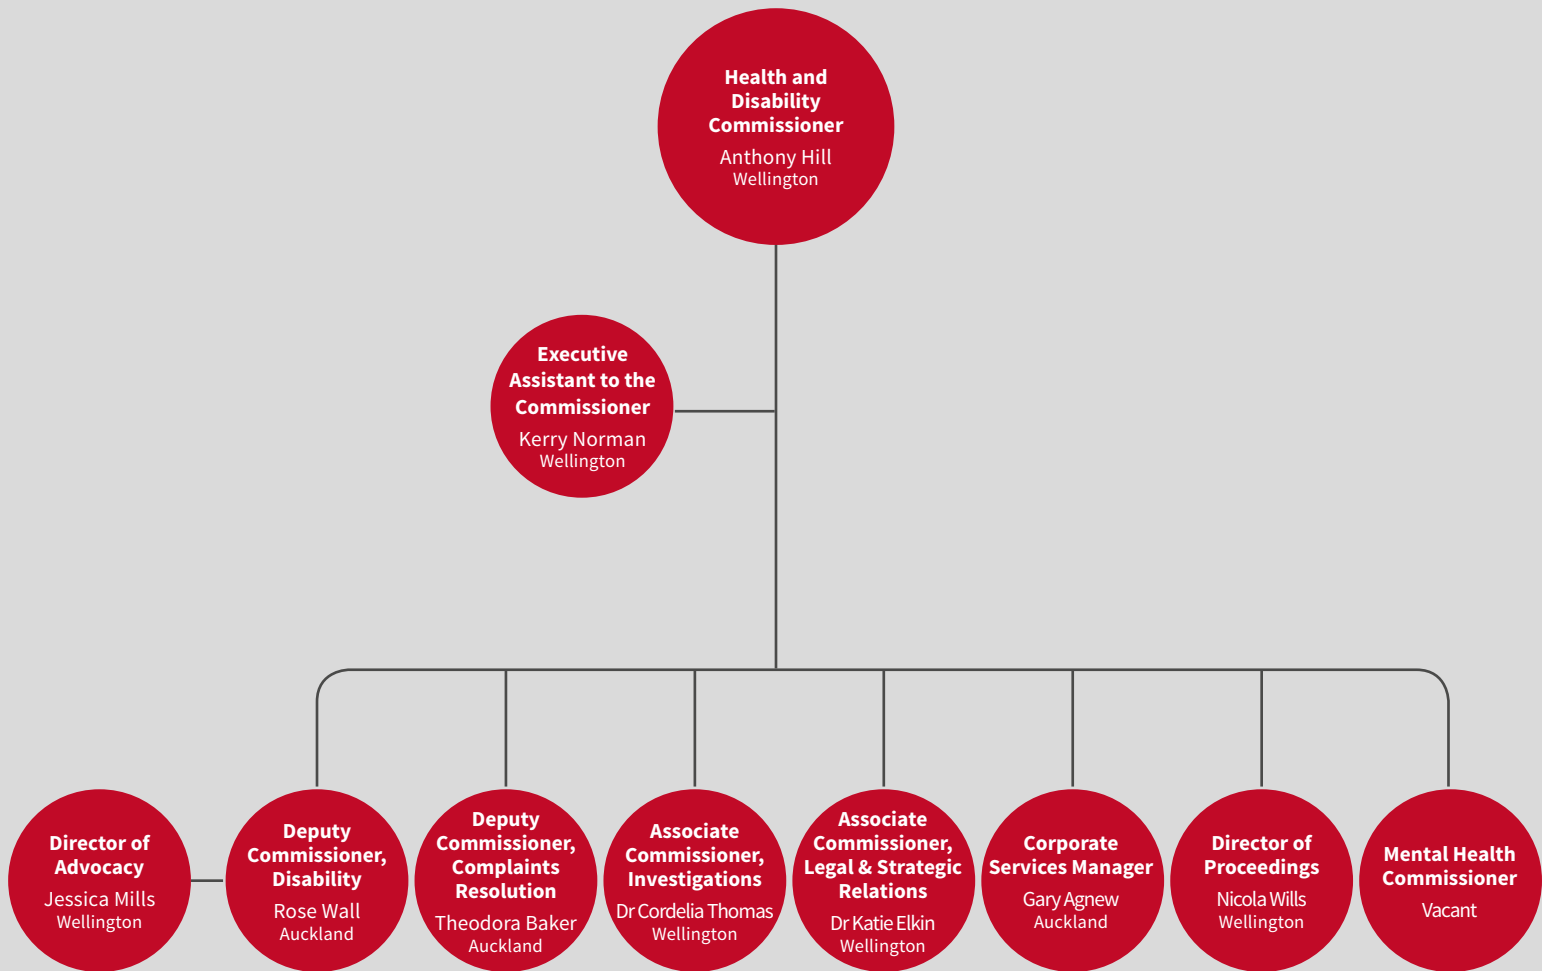 Health and
Disability
Commissioner
Anthony Hill
Wellington
Executive
Assistant to the
Commissioner
Kerry Norman
Wellington
Director of
Advocacy
Jessica Mills
Wellington
Deputy
Commissioner,
Disability
Rose Wall
Auckland
Deputy
Commissioner,
Complaints
Resolution
Theodora Baker
Auckland
Associate
Commissioner,
Investigations
Dr Cordelia Thomas
Wellington
Associate
Commissioner,
Legal & Strategic
Relations
Dr Katie Elkin
Wellington
Corporate
Services Manager
Gary Agnew
Auckland
Director of
Proceedings
Nicola Wills
Wellington
Mental Health
Commissioner
Vacant